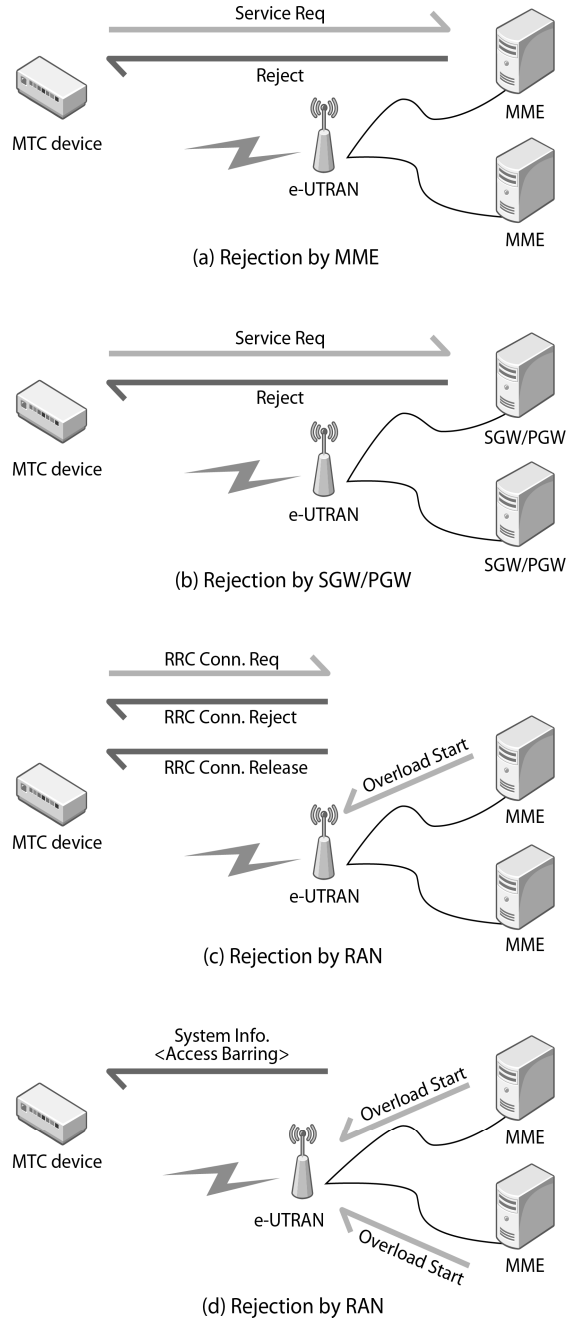 Service Req
Reject
MTC device
e-UTRAN
MME
MME
(a) Rejection by MME
Service Req
Reject
MTC device
e-UTRAN
SGW/PGW
SGW/PGW
(b) Rejection by SGW/PGW
RRC Conn. Req
RRC Conn. Reject
RRC Conn. Release
Overload Start
MTC device
e-UTRAN
MME
MME
(c) Rejection by RAN
System Info.
<Access Barring>
Overload Start
MTC device
e-UTRAN
MME
Overload Start
MME
(d) Rejection by RAN